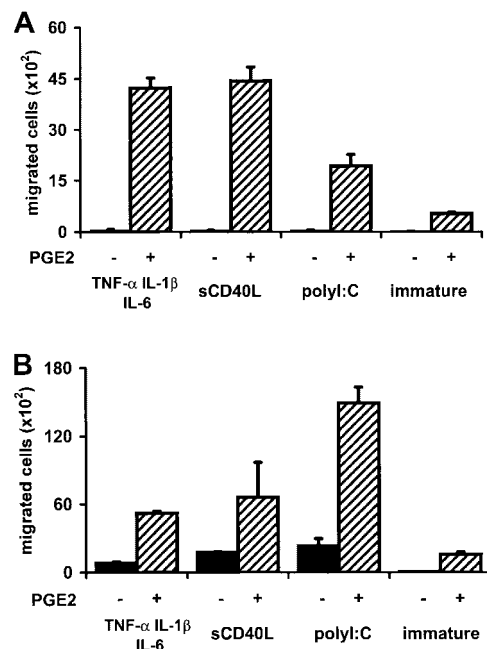 A
migrated cells (x10²)
60
45
30
15
0
PGE2 - + - + - + - +
TNF-α IL-1β sCD40L polyI:C immature
IL-6
B
migrated cells (x10²)
180
120
60
0
PGE2 - + - + - + - +
TNF-α IL-1β sCD40L polyI:C immature
IL-6